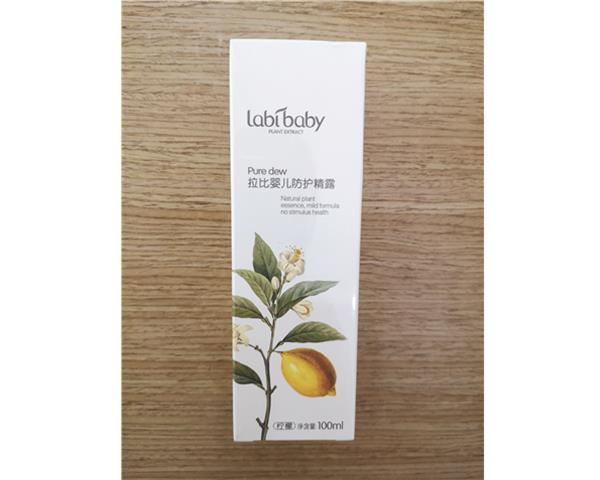 Labibaby
PLANT EXTRACT
Pure dew
拉比婴儿防护精露
Natural plant
essence, mild formula
no stimulus health
柠檬 净含量:100ml